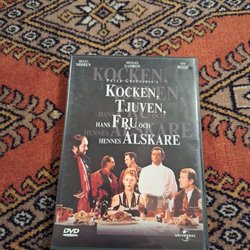 HELEN MIRREN
MICHAEL GAMBON
TIM ROTH
PETER GREENAWAY'S
KOCKEN,
TJUVEN,
HANS FRU OCH
HENNES ÄLSKARE
DVD
UNIVERSAL